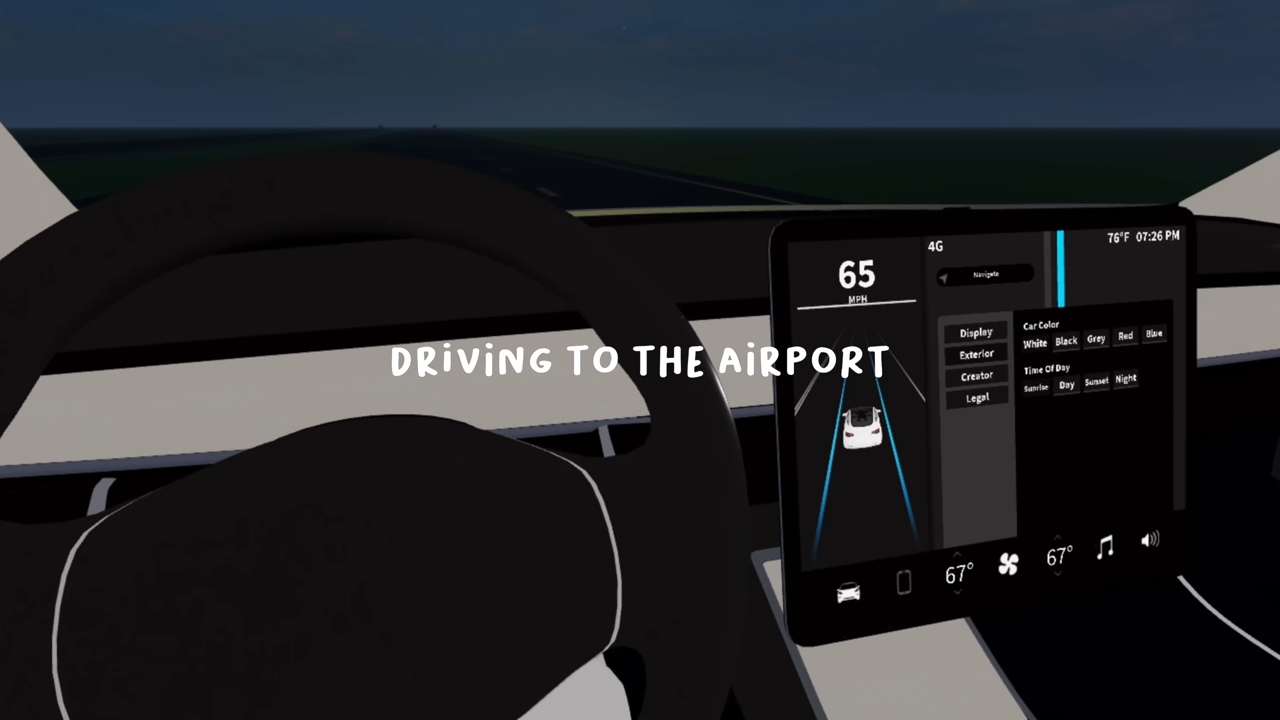 4G
76°F 07:26 PM
65
MPH
Navigate
Display
Exterior
Creator
Legal
Car Color
White Black Grey Red Blue
Time Of Day
Sunrise Day Sunset Night
DRiViNG TO THE AiRPORT
67° 67°